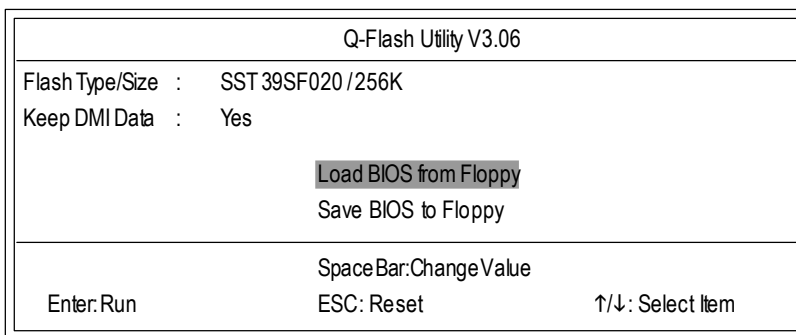 Q-Flash Utility V3.06
Flash Type/Size : SST 39SF020 / 256K
Keep DMI Data : Yes
Load BIOS from Floppy
Save BIOS to Floppy
Space Bar:Change Value
Enter: Run ESC: Reset ↑/↓: Select Item